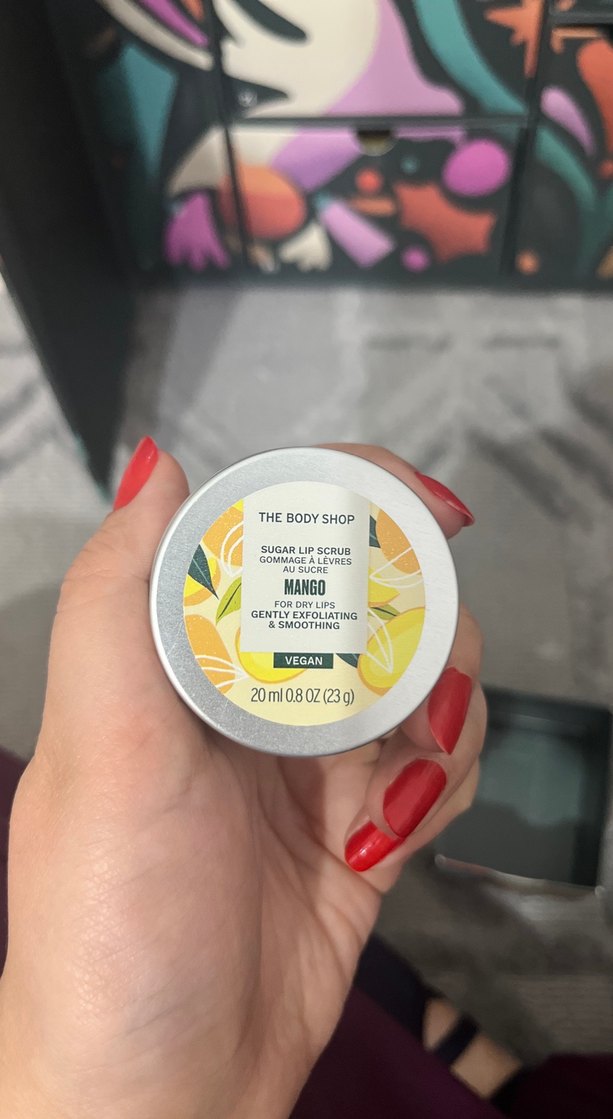 THE BODY SHOP
SUGAR LIP SCRUB
GOMMAGE À LÈVRES
AU SUCRE
MANGO
FOR DRY LIPS
GENTLY EXFOLIATING
& SMOOTHING
VEGAN
20 ml 0.8 OZ (23 g)